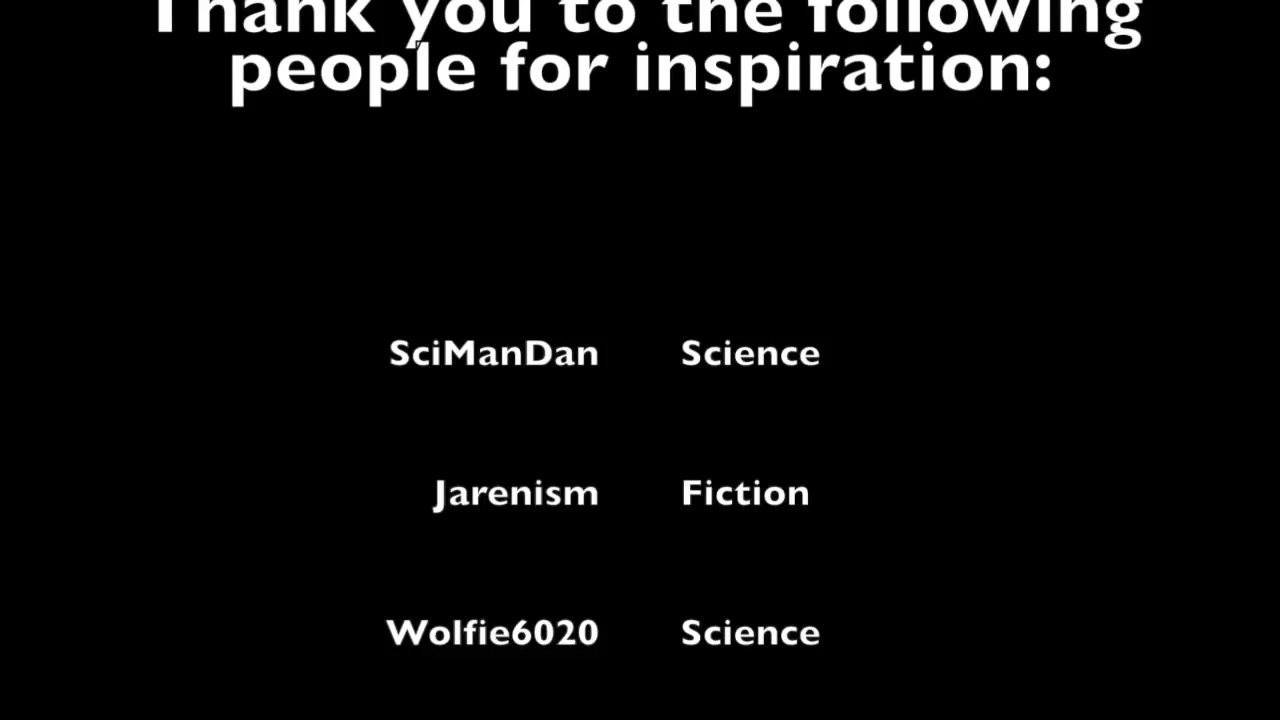 Thank you to the following
people for inspiration:
SciManDan Science
Jarenism Fiction
Wolfie6020 Science